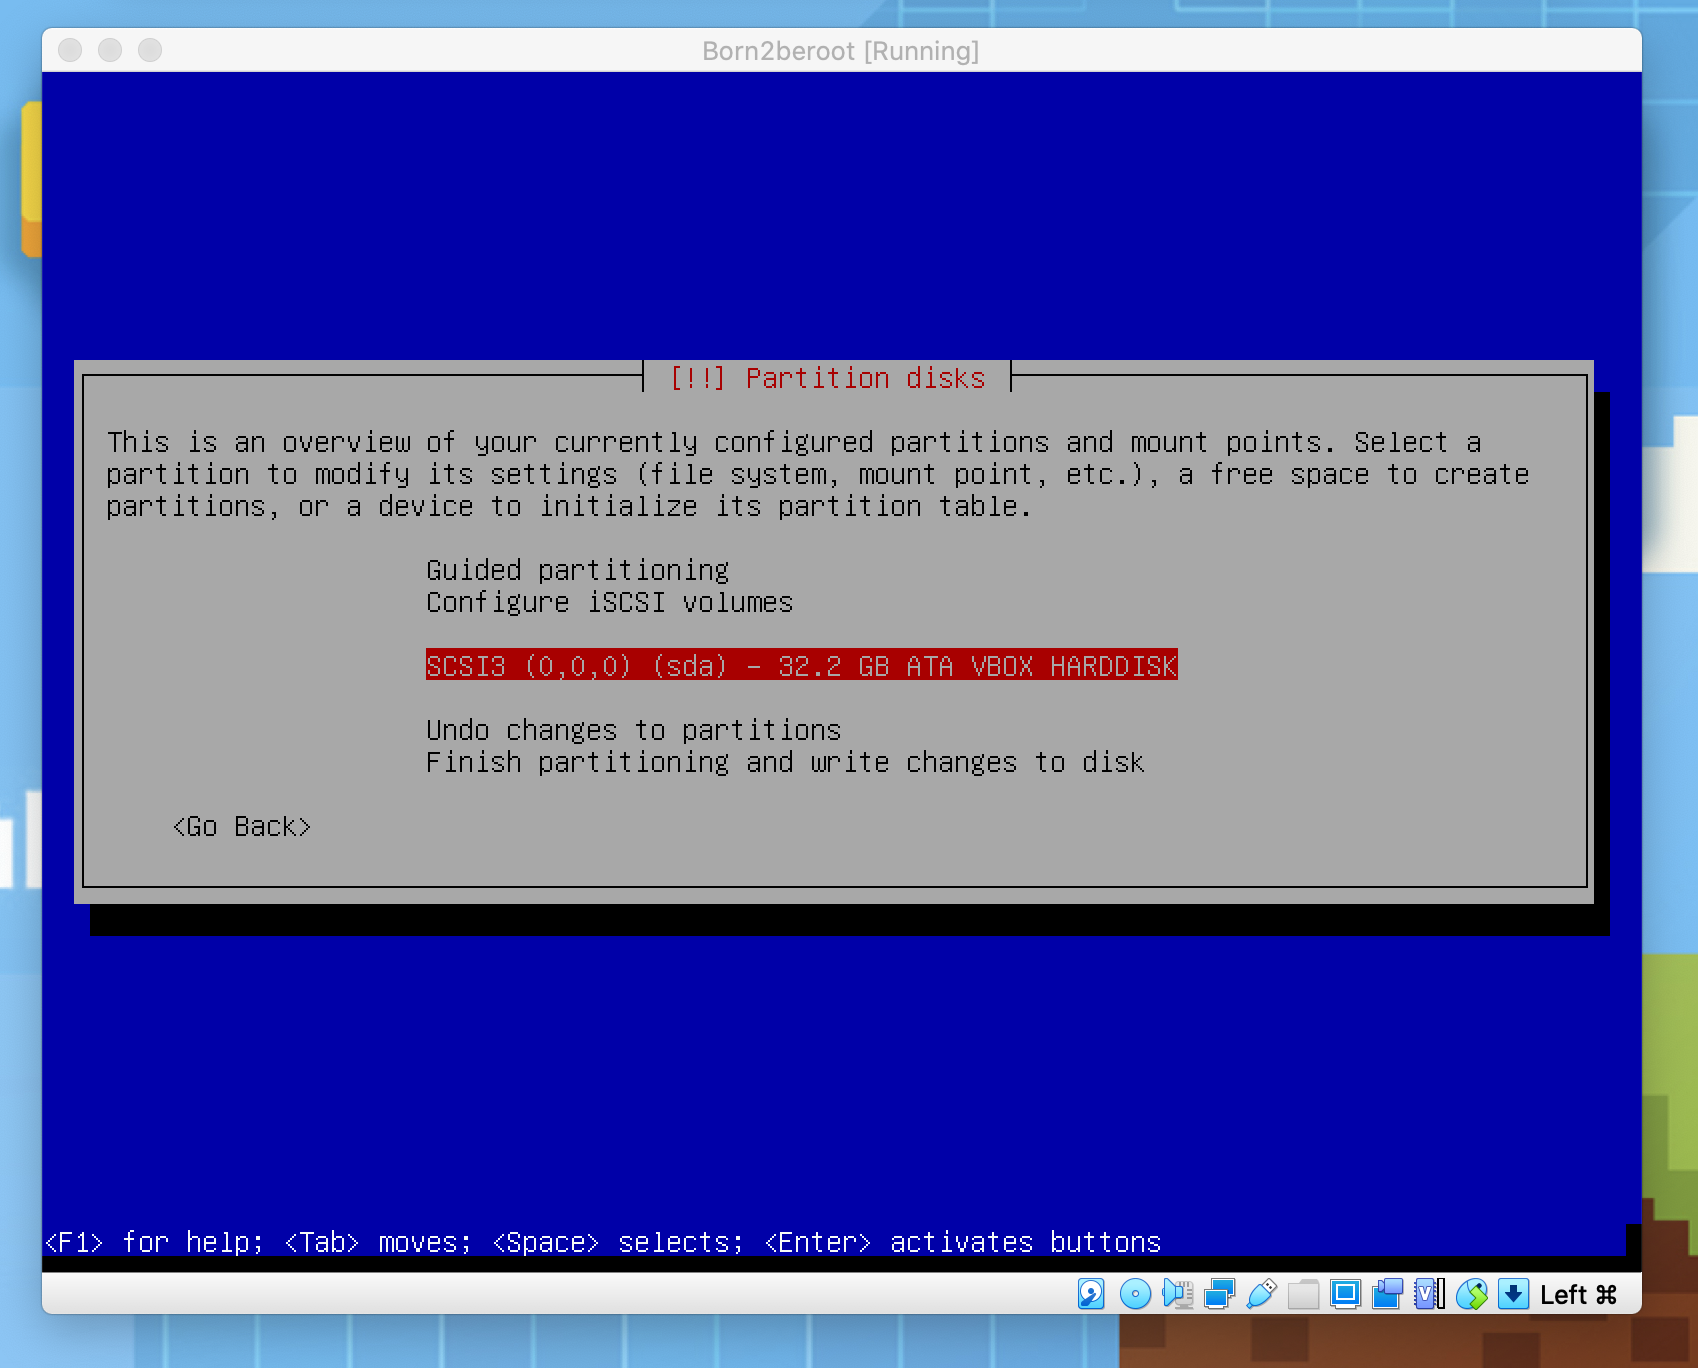 Born2beroot [Running]
[!!] Partition disks
This is an overview of your currently configured partitions and mount points. Select a
partition to modify its settings (file system, mount point, etc.), a free space to create
partitions, or a device to initialize its partition table.
Guided partitioning
Configure iSCSI volumes
SCSI3 (0,0,0) (sda) - 32.2 GB ATA VBOX HARDDISK
Undo changes to partitions
Finish partitioning and write changes to disk
<Go Back>
<F1> for help; <Tab> moves; <Space> selects; <Enter> activates buttons
Left ⌘